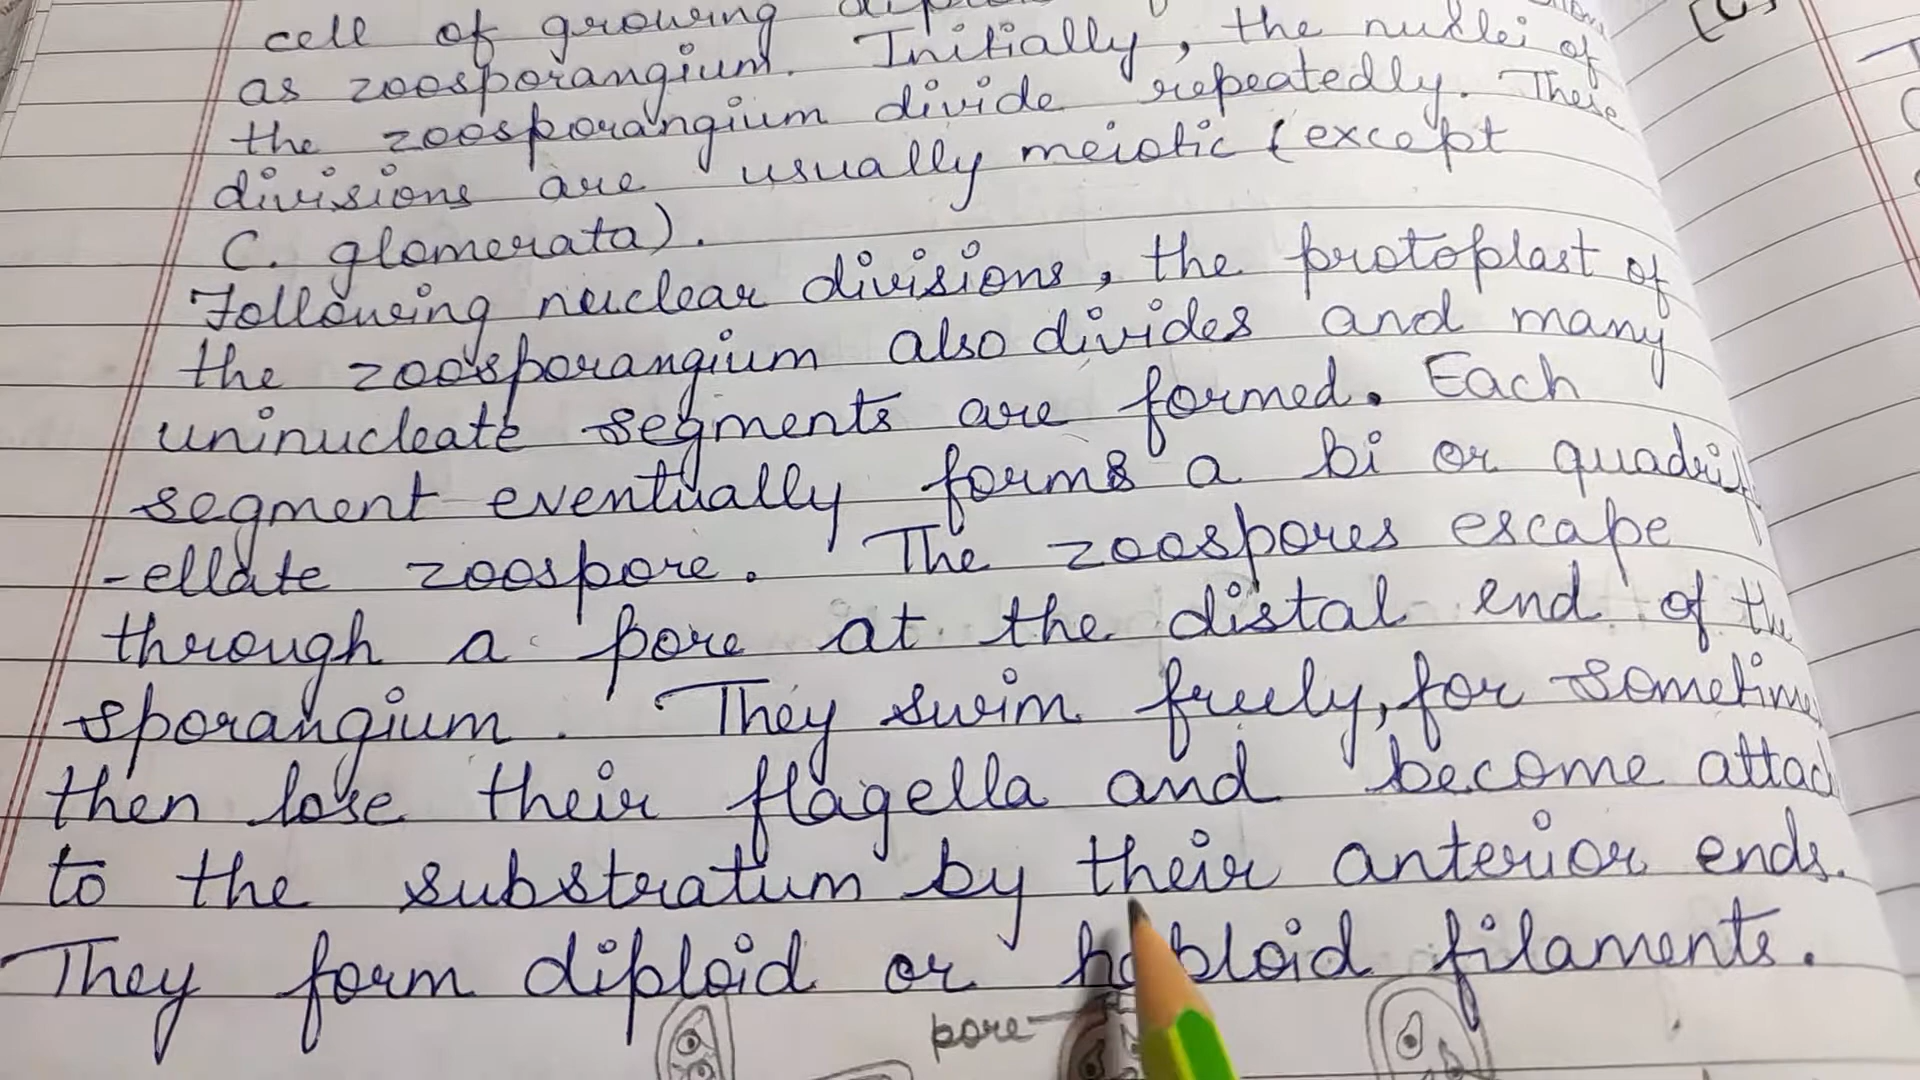 cell of growing
as zoosporangium. Initially, the nuclei of
the zoosporangium divide repeatedly. These
divisions are usually meiotic (except
C. glomerata).
Following nuclear divisions, the protoplast of
the zoosporangium also divides and many
uninucleate segments are formed. Each
segment eventually forms a bi or quadrifl
-ellate zoospore. The zoospores escape
through a pore at the distal end of the
sporangium. They swim freely, for sometime
then lose their flagella and become attac
to the substratum by their anterior ends.
They form diploid or haploid filaments.
pore